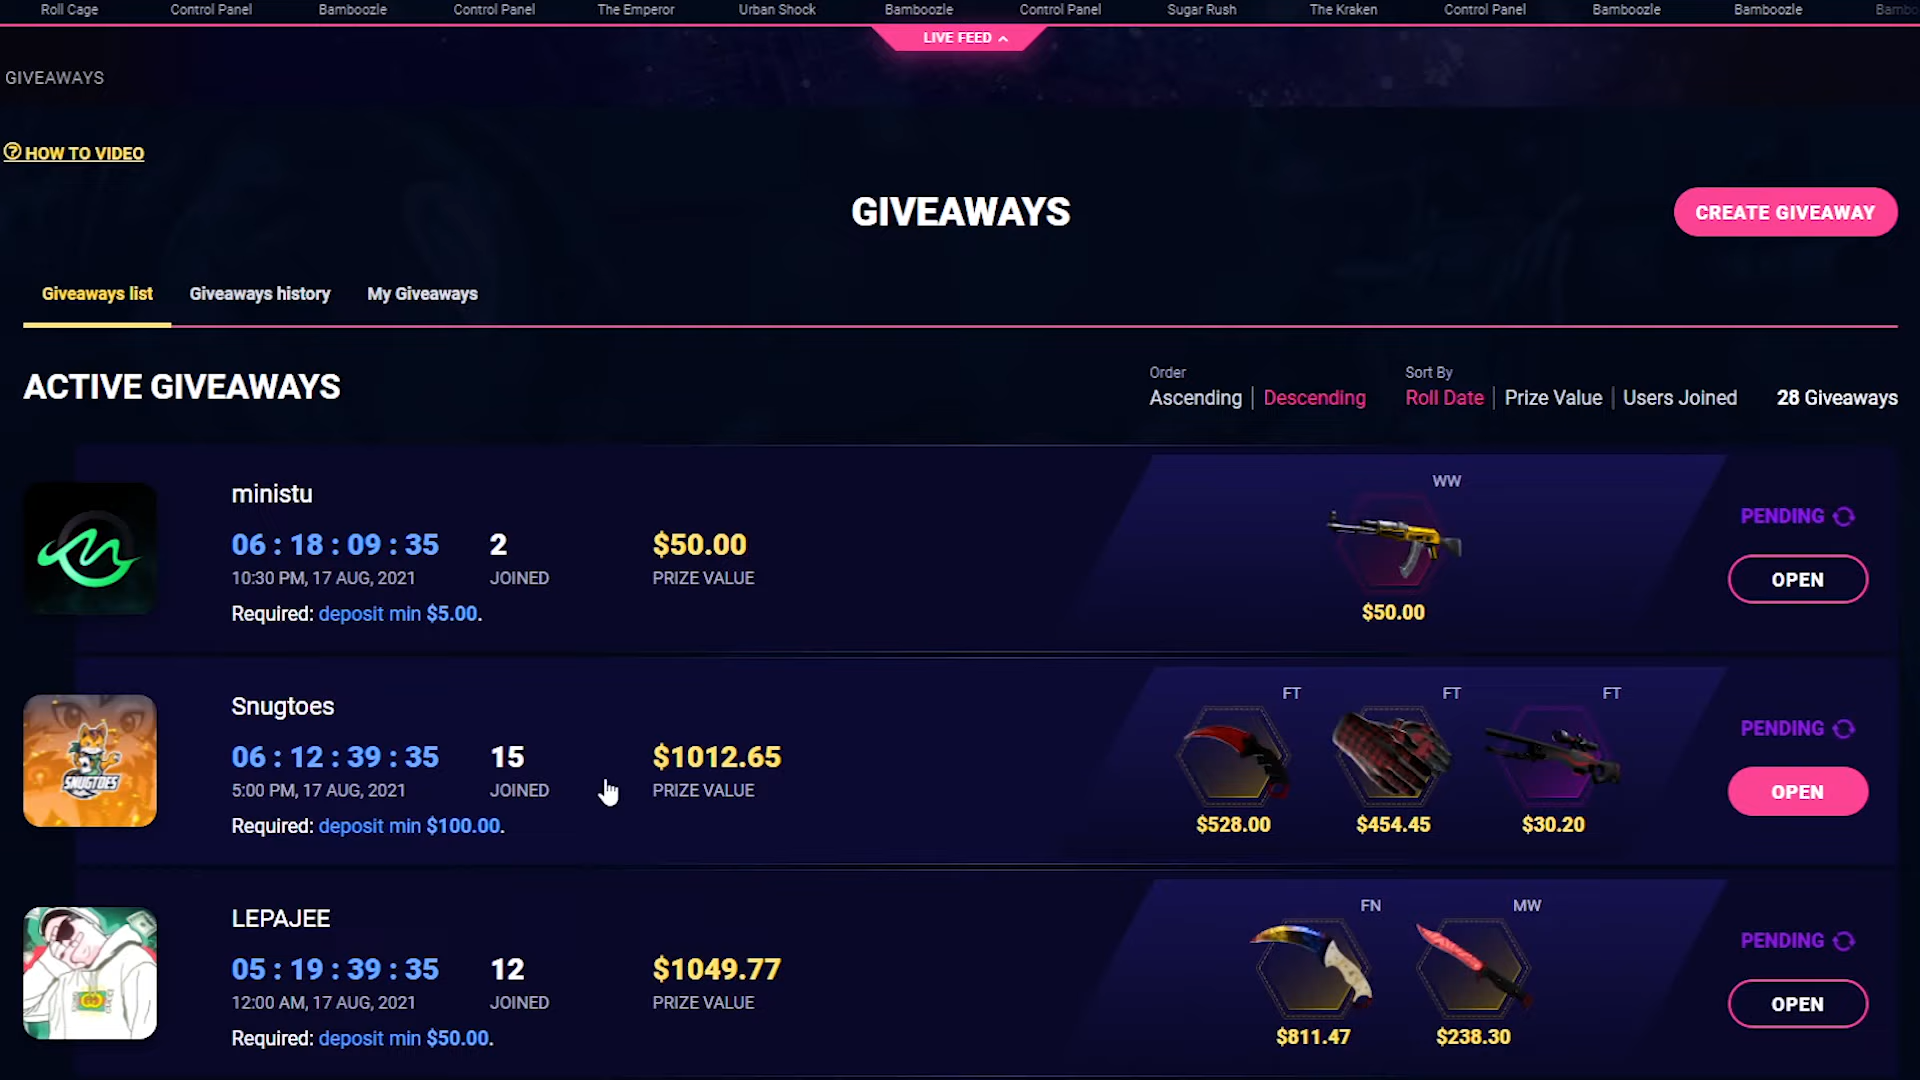 Roll Cage Control Panel Bamboozle Control Panel The Emperor Urban Shock Bamboozle Control Panel Sugar Rush The Kraken Control Panel Bamboozle Bamboozle Bambo
LIVE FEED
GIVEAWAYS
HOW TO VIDEO
GIVEAWAYS
CREATE GIVEAWAY
Giveaways list Giveaways history My Giveaways
ACTIVE GIVEAWAYS
Order
Ascending | Descending
Sort By
Roll Date | Prize Value | Users Joined
28 Giveaways
ministu
06 : 18 : 09 : 35
10:30 PM, 17 AUG, 2021
2
JOINED
$50.00
PRIZE VALUE
Required: deposit min $5.00.
WW
$50.00
PENDING
OPEN
SNUGTOES
Snugtoes
06 : 12 : 39 : 35
5:00 PM, 17 AUG, 2021
15
JOINED
$1012.65
PRIZE VALUE
Required: deposit min $100.00.
FT
$528.00
FT
$454.45
FT
$30.20
PENDING
OPEN
LEPAJEE
05 : 19 : 39 : 35
12:00 AM, 17 AUG, 2021
12
JOINED
$1049.77
PRIZE VALUE
Required: deposit min $50.00.
FN
$811.47
MW
$238.30
PENDING
OPEN